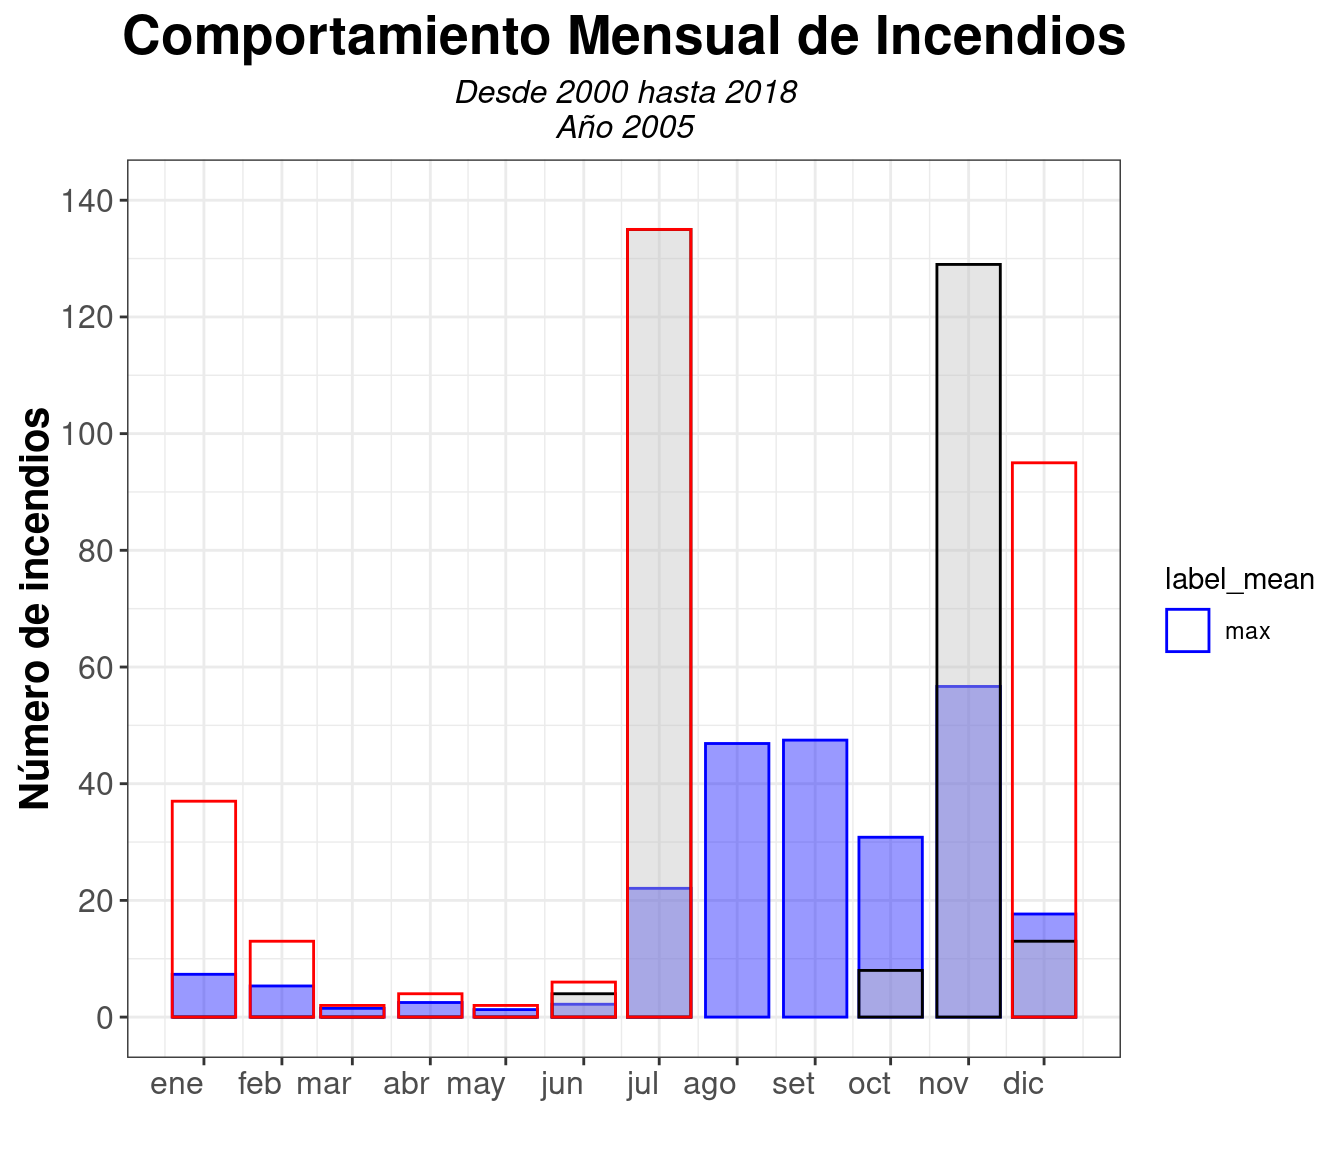 Comportamiento Mensual de Incendios
Desde 2000 hasta 2018
Año 2005
Número de incendios
140
120
100
80
60
40
20
0
ene feb mar abr may jun jul ago set oct nov dic
label_mean
max